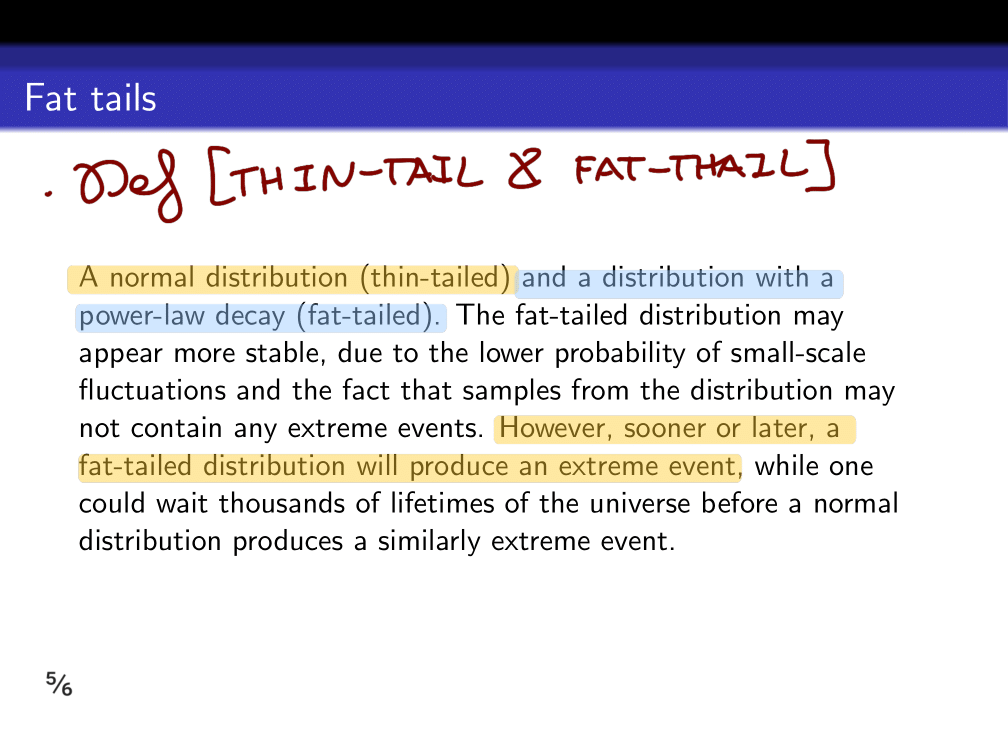 Fat tails
. Def [THIN-TAIL & FAT-THAIL]
A normal distribution (thin-tailed) and a distribution with a
power-law decay (fat-tailed). The fat-tailed distribution may
appear more stable, due to the lower probability of small-scale
fluctuations and the fact that samples from the distribution may
not contain any extreme events. However, sooner or later, a
fat-tailed distribution will produce an extreme event, while one
could wait thousands of lifetimes of the universe before a normal
distribution produces a similarly extreme event.
5/6